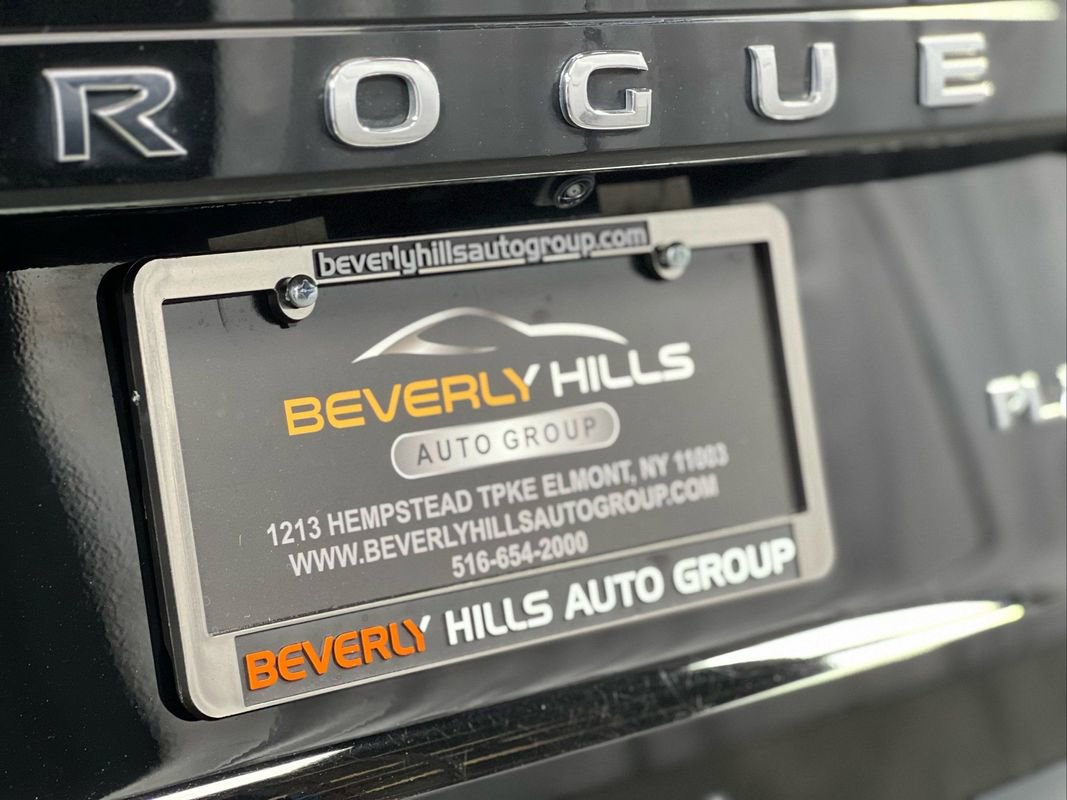 ROGUE
beverlyhillsautogroup.com
BEVERLY HILLS
AUTO GROUP
1213 HEMPSTEAD TPKE ELMONT, NY 11003
WWW.BEVERLYHILLSAUTOGROUP.COM
516-654-2000
BEVERLY HILLS AUTO GROUP